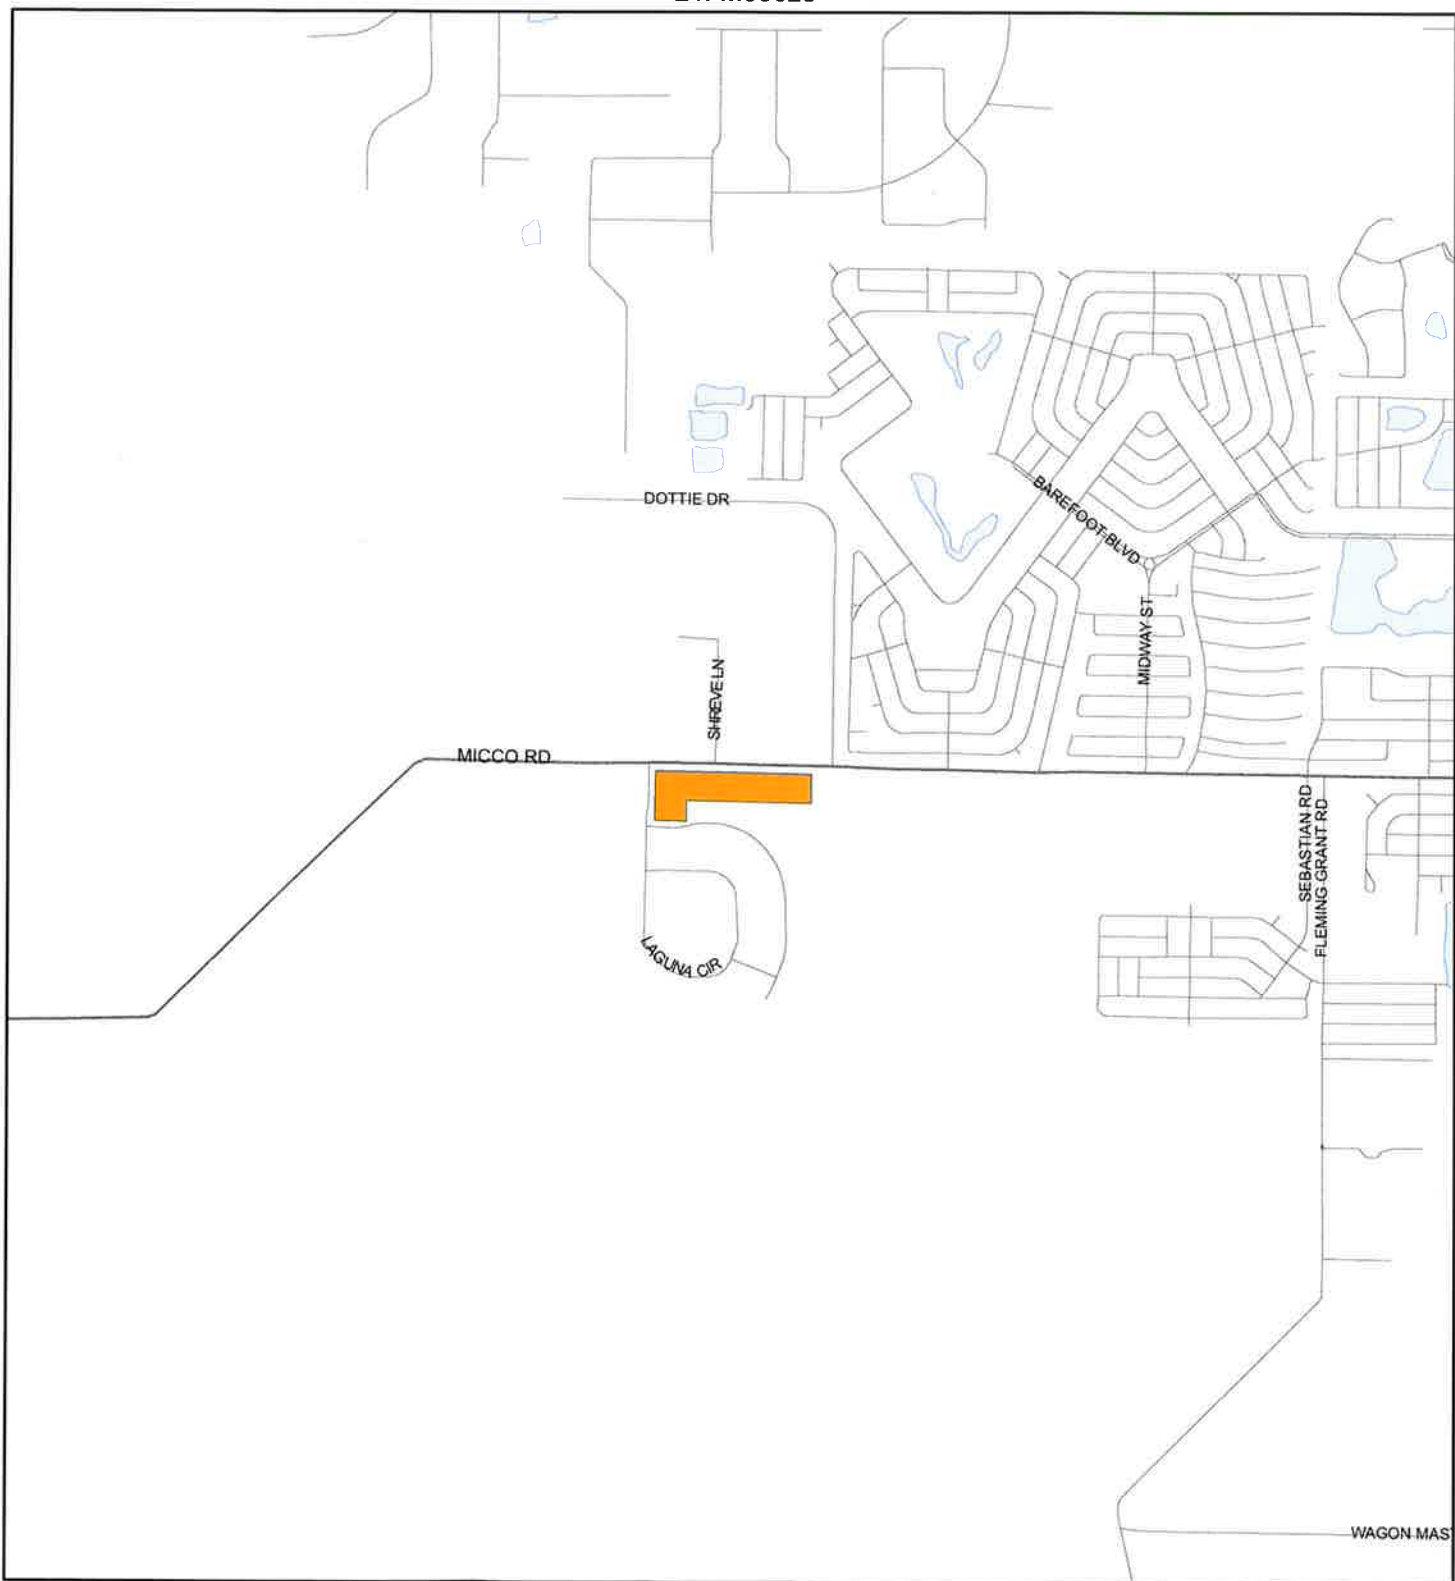 DOTTIE DR
BAREFOOT BLVD
MIDWAY ST
SHREVE LN
MICCO RD
SEBASTIAN RD
FLEMING GRANT RD
LAGUNA CIR
WAGON MAS